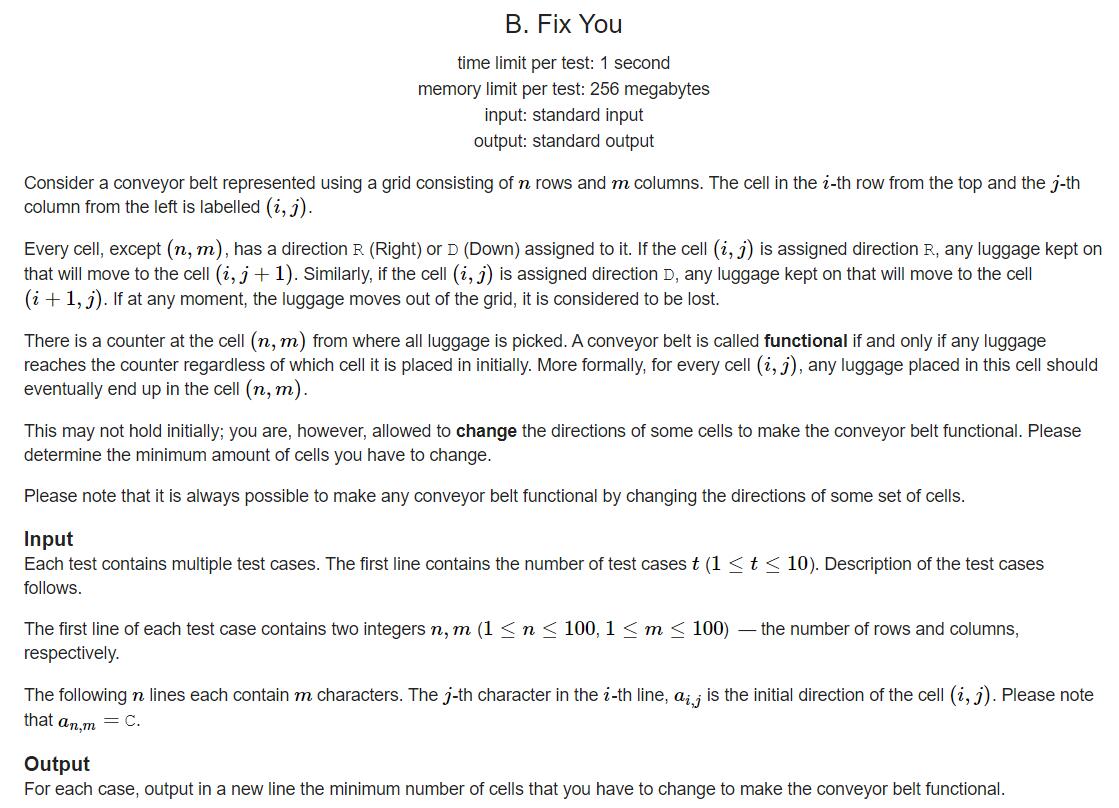 B. Fix You
time limit per test: 1 second
memory limit per test: 256 megabytes
input: standard input
output: standard output
Consider a conveyor belt represented using a grid consisting of n rows and m columns. The cell in the i-th row from the top and the j-th
column from the left is labelled (i, j).
Every cell, except (n, m), has a direction R (Right) or D (Down) assigned to it. If the cell (i, j) is assigned direction R, any luggage kept on
that will move to the cell (i, j + 1). Similarly, if the cell (i, j) is assigned direction D, any luggage kept on that will move to the cell
(i + 1, j). If at any moment, the luggage moves out of the grid, it is considered to be lost.
There is a counter at the cell (n, m) from where all luggage is picked. A conveyor belt is called functional if and only if any luggage
reaches the counter regardless of which cell it is placed in initially. More formally, for every cell (i, j), any luggage placed in this cell should
eventually end up in the cell (n, m).
This may not hold initially; you are, however, allowed to change the directions of some cells to make the conveyor belt functional. Please
determine the minimum amount of cells you have to change.
Please note that it is always possible to make any conveyor belt functional by changing the directions of some set of cells.
Input
Each test contains multiple test cases. The first line contains the number of test cases t (1 ≤ t ≤ 10). Description of the test cases
follows.
The first line of each test case contains two integers n, m (1 ≤ n ≤ 100, 1 ≤ m ≤ 100) — the number of rows and columns,
respectively.
The following n lines each contain m characters. The j-th character in the i-th line, a_{i,j} is the initial direction of the cell (i, j). Please note
that a_{n,m} = C.
Output
For each case, output in a new line the minimum number of cells that you have to change to make the conveyor belt functional.